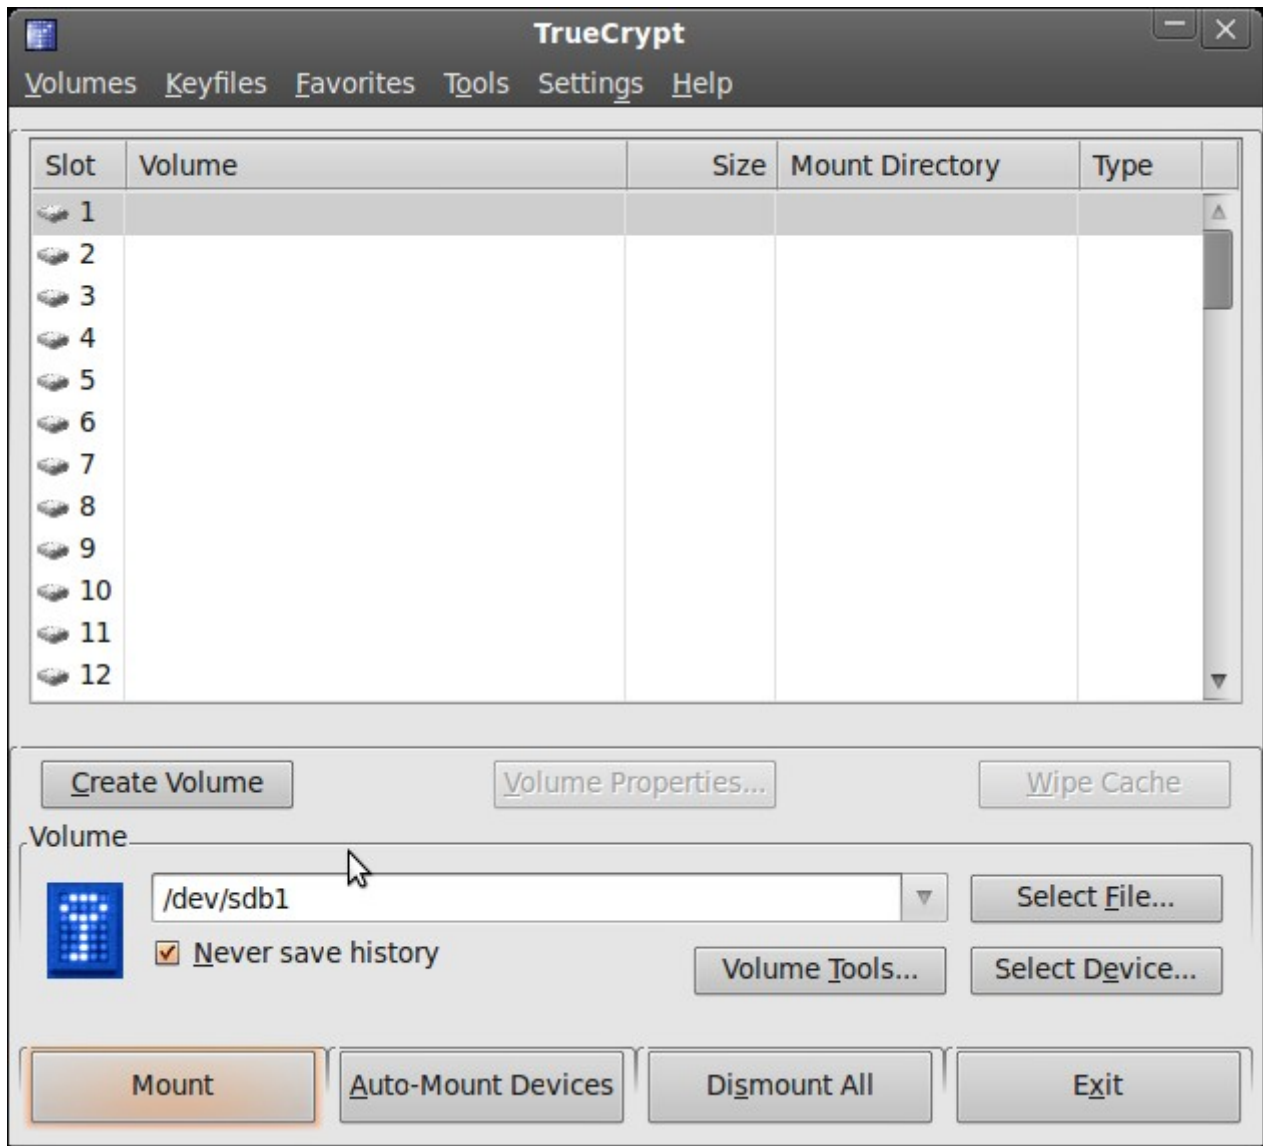 TrueCrypt
Volumes Keyfiles Favorites Tools Settings Help
Slot Volume Size Mount Directory Type
1
2
3
4
5
6
7
8
9
10
11
12
Create Volume Volume Properties... Wipe Cache
Volume
/dev/sdb1 Select File...
Never save history
Volume Tools... Select Device...
Mount Auto-Mount Devices Dismount All Exit